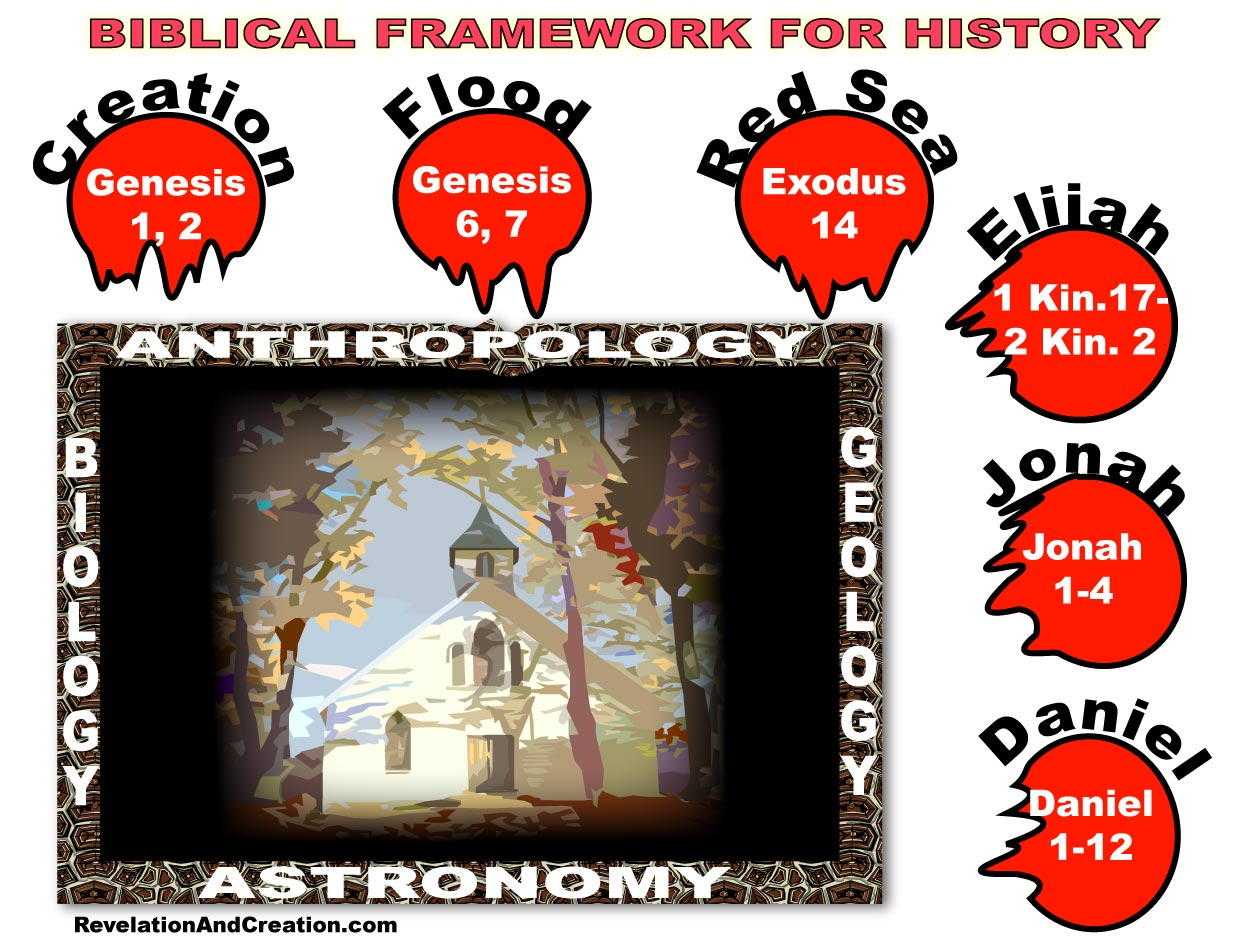 BIBLICAL FRAMEWORK FOR HISTORY
Creation
Genesis
1, 2
Flood
Genesis
6, 7
Red Sea
Exodus
14
Elijah
1 Kin.17-
2 Kin. 2
Jonah
Jonah
1-4
Daniel
Daniel
1-12
ANTHROPOLOGY
BIOLOGY
GEOLOGY
ASTRONOMY
RevelationAndCreation.com